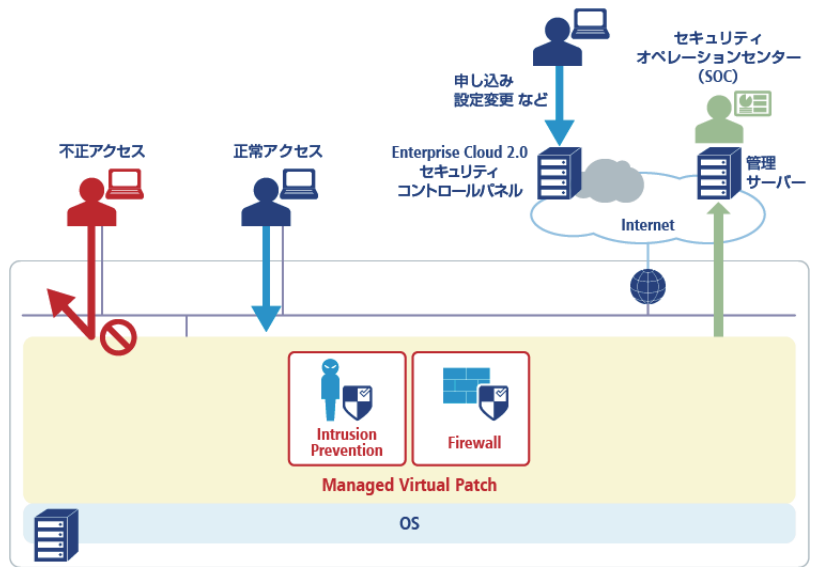 セキュリティ
オペレーションセンター
（SOC）
申し込み
設定変更 など
不正アクセス
正常アクセス
Enterprise Cloud 2.0
セキュリティ
コントロールパネル
管理
サーバー
Internet
Intrusion
Prevention
Firewall
Managed Virtual Patch
OS